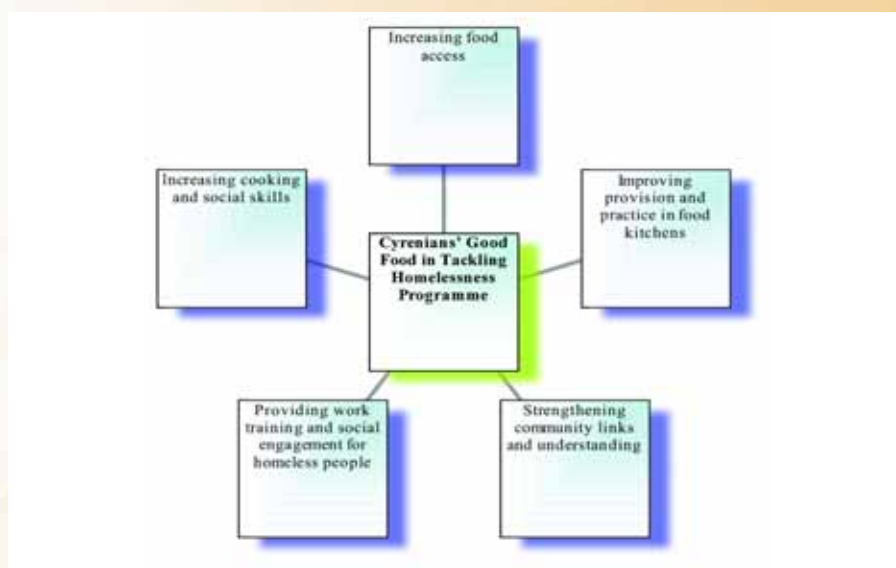 Increasing food
access
Increasing cooking
and social skills
Improving
provision and
practice in food
kitchens
Cyrenians' Good
Food in Tackling
Homelessness
Programme
Providing work
training and social
engagement for
homeless people
Strengthening
community links
and understanding